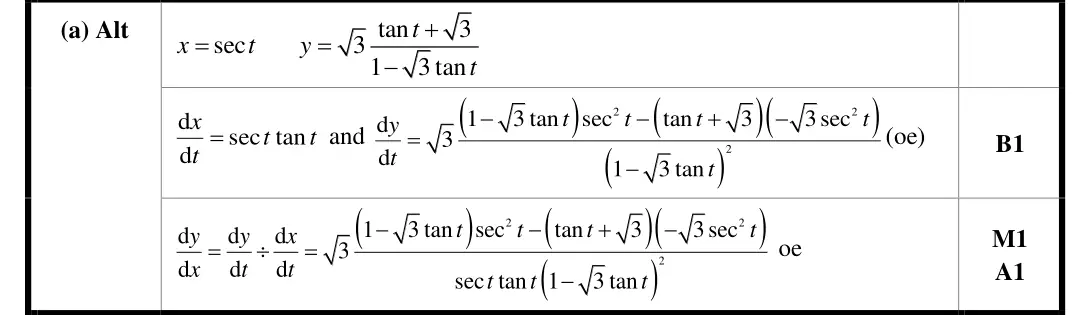 (a) Alt
x = sec t    y = √3 (tan t + √3)/(1 − √3 tan t)
dx/dt = sec t tan t and dy/dt = √3 ((1 − √3 tan t)sec² t − (tan t + √3)(−√3 sec² t))/(1 − √3 tan t)² (oe)
B1
dy/dx = dy/dt ÷ dx/dt = √3 ((1 − √3 tan t)sec² t − (tan t + √3)(−√3 sec² t))/(sec t tan t(1 − √3 tan t)²) oe
M1
A1